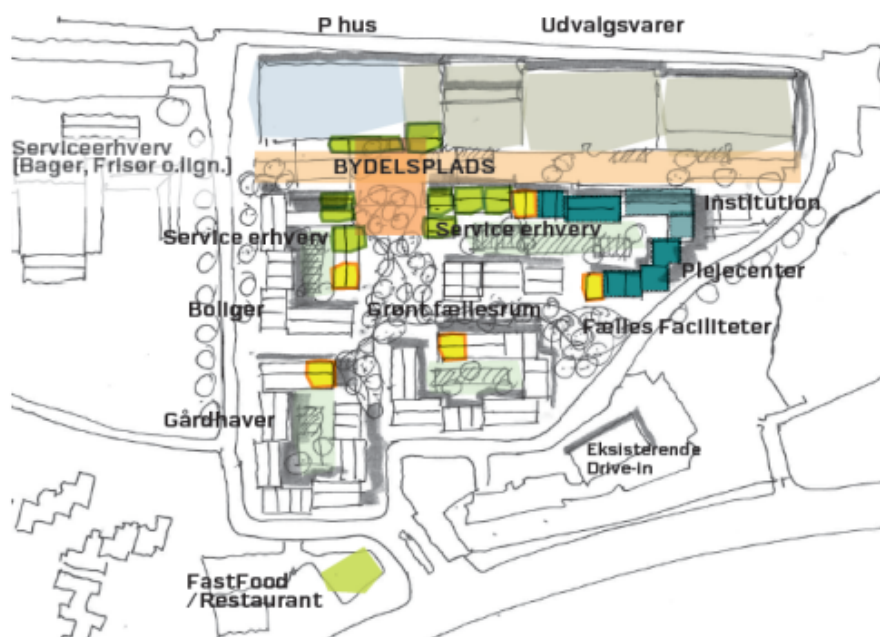 P hus
Udvalgsvarer
Serviceerhverv
(Bager, Frisør o.lign.)
BYDELSPLADS
Institution
Service erhverv
Service erhverv
Plejecenter
Boliger
Grønt fællesrum
Fælles Faciliteter
Gårdhaver
Eksisterende
Drive-in
FastFood
/Restaurant